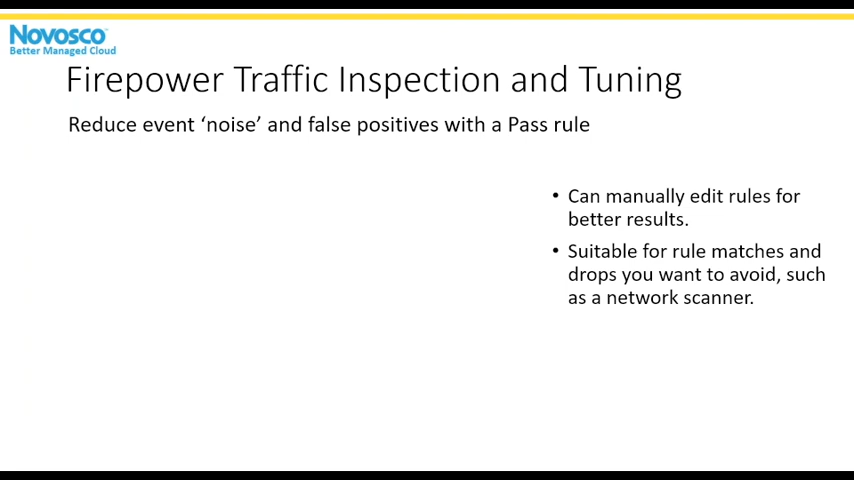 Novosco
Better Managed Cloud
Firepower Traffic Inspection and Tuning
Reduce event ‘noise’ and false positives with a Pass rule
• Can manually edit rules for
better results.
• Suitable for rule matches and
drops you want to avoid, such
as a network scanner.